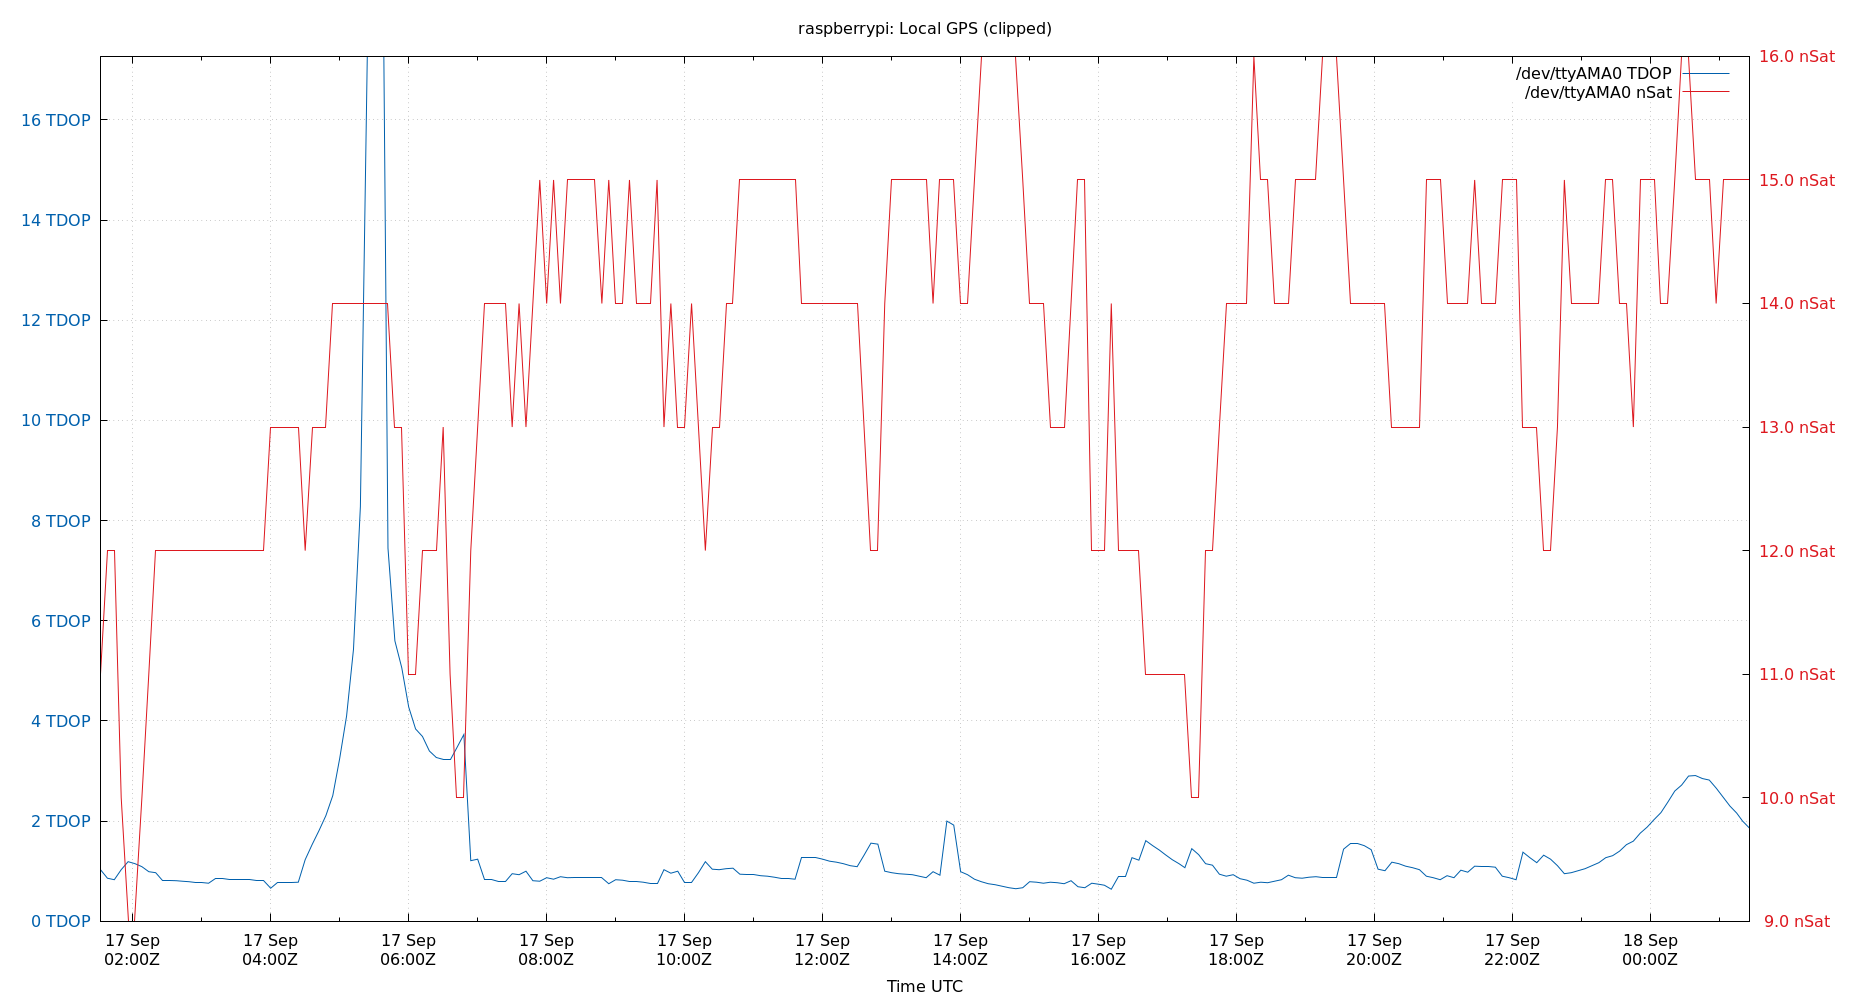 raspberrypi: Local GPS (clipped)
16.0 nSat
/dev/ttyAMA0 TDOP
/dev/ttyAMA0 nSat
16 TDOP
15.0 nSat
14 TDOP
14.0 nSat
12 TDOP
10 TDOP
13.0 nSat
8 TDOP
12.0 nSat
6 TDOP
11.0 nSat
4 TDOP
10.0 nSat
2 TDOP
0 TDOP
9.0 nSat
17 Sep 17 Sep 17 Sep 17 Sep 17 Sep 17 Sep 17 Sep 17 Sep 17 Sep 17 Sep 17 Sep 18 Sep
02:00Z 04:00Z 06:00Z 08:00Z 10:00Z 12:00Z 14:00Z 16:00Z 18:00Z 20:00Z 22:00Z 00:00Z
Time UTC